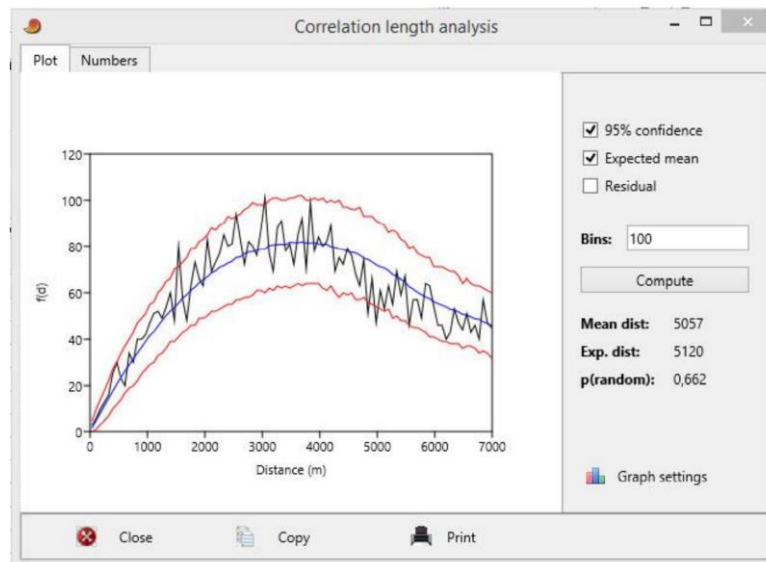 Correlation length analysis
Plot Numbers
120
100
80
60
40
20
0
f(d)
0 1000 2000 3000 4000 5000 6000 7000
Distance (m)
95% confidence
Expected mean
Residual
Bins: 100
Compute
Mean dist: 5057
Exp. dist: 5120
p(random): 0,662
Graph settings
Close Copy Print